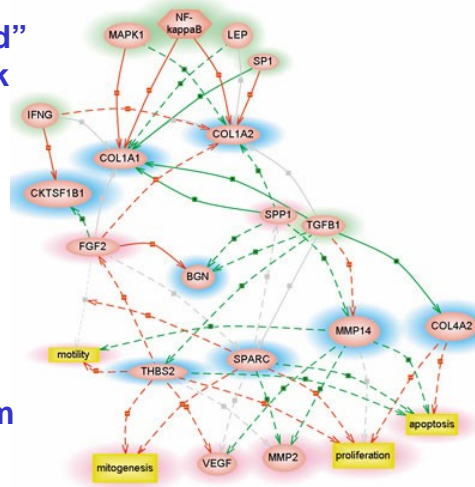 d”
k
m
MAPK1
NF-
kappaB
LEP
SP1
IFNG
COL1A1
COL1A2
CKTSF1B1
SPP1
TGFB1
FGF2
BGN
MMP14
COL4A2
motility
THBS2
SPARC
apoptosis
mitogenesis
VEGF
MMP2
proliferation